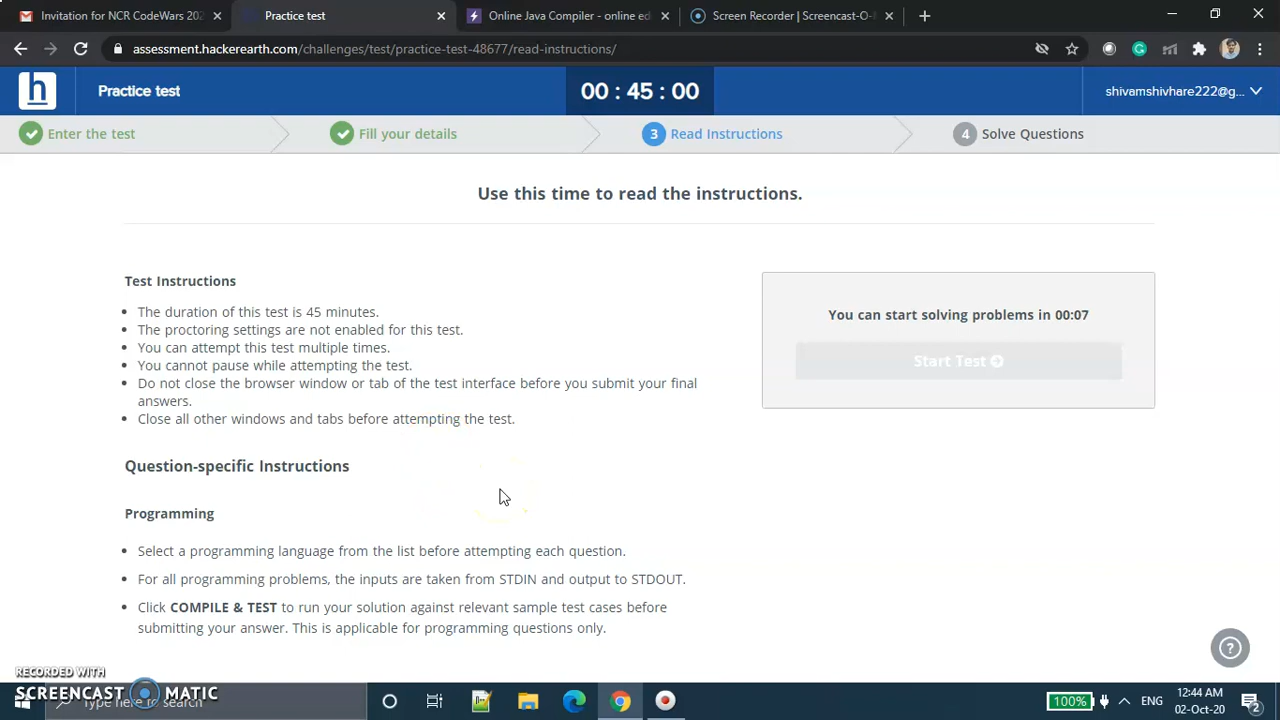 Invitation for NCR CodeWars 202
Practice test
Online Java Compiler - online ed
Screen Recorder | Screencast-O-
assessment.hackerearth.com/challenges/test/practice-test-48677/read-instructions/
h
Practice test
00 : 45 : 00
shivamshivhare222@g...
Enter the test
Fill your details
3 Read Instructions
4 Solve Questions
Use this time to read the instructions.
Test Instructions
The duration of this test is 45 minutes.
The proctoring settings are not enabled for this test.
You can attempt this test multiple times.
You cannot pause while attempting the test.
Do not close the browser window or tab of the test interface before you submit your final
answers.
Close all other windows and tabs before attempting the test.
You can start solving problems in 00:07
Start Test
Question-specific Instructions
Programming
Select a programming language from the list before attempting each question.
For all programming problems, the inputs are taken from STDIN and output to STDOUT.
Click COMPILE & TEST to run your solution against relevant sample test cases before
submitting your answer. This is applicable for programming questions only.
?
RECORDED WITH
SCREENCAST MATIC
Type here to search
100%
ENG
12:44 AM
02-Oct-20
2